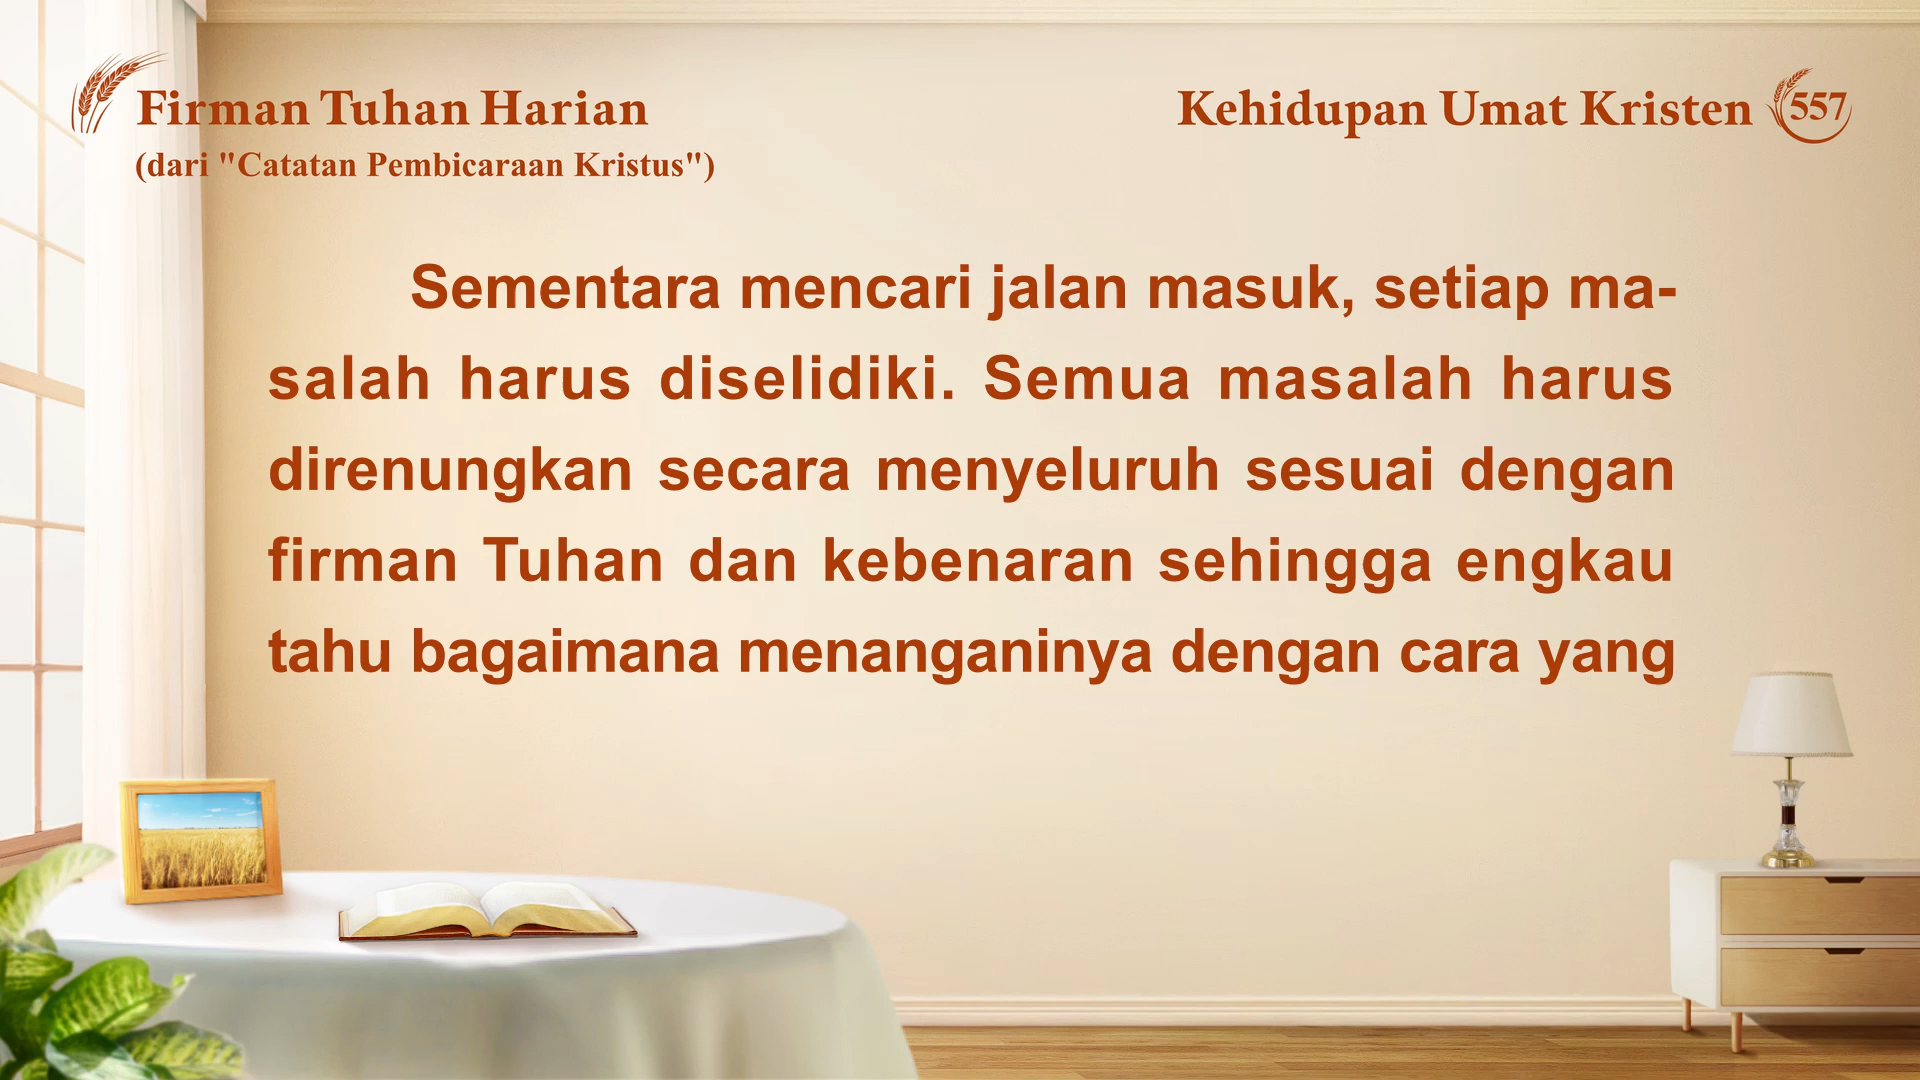 Firman Tuhan Harian
(dari "Catatan Pembicaraan Kristus")
Kehidupan Umat Kristen 557
Sementara mencari jalan masuk, setiap ma-
salah harus diselidiki. Semua masalah harus
direnungkan secara menyeluruh sesuai dengan
firman Tuhan dan kebenaran sehingga engkau
tahu bagaimana menanganinya dengan cara yang